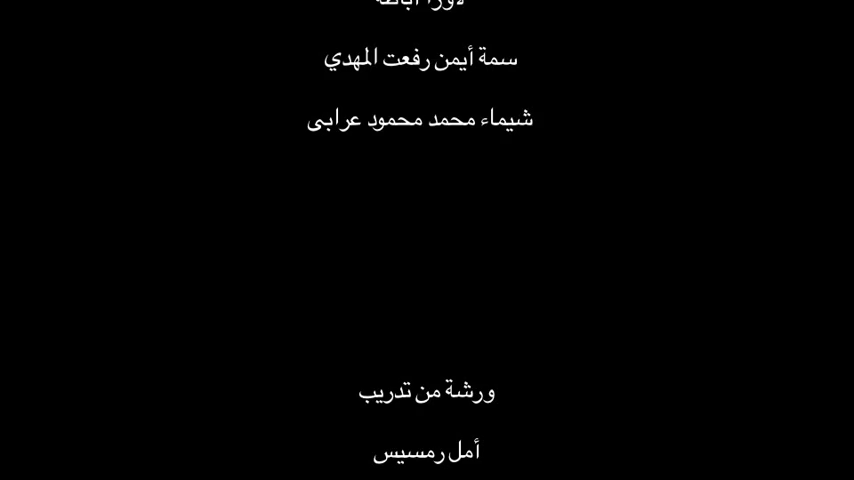 سمة أيمن رفعت المهدي
شيماء محمد محمود عرابى
ورشة من تدريب
أمل رمسيس